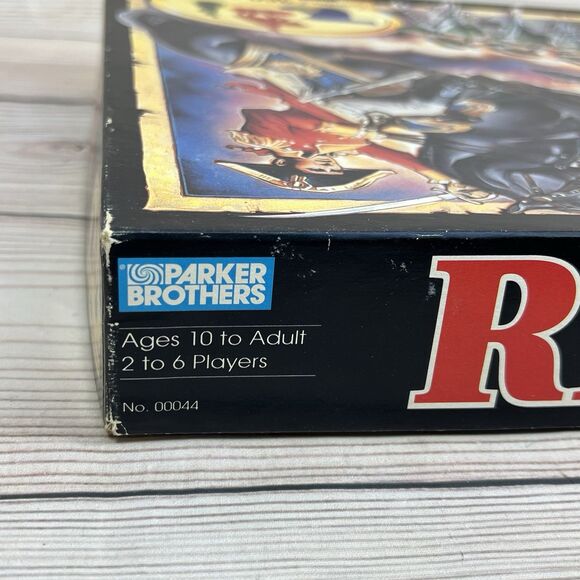 PARKER
BROTHERS
Ages 10 to Adult
2 to 6 Players
No. 00044
R